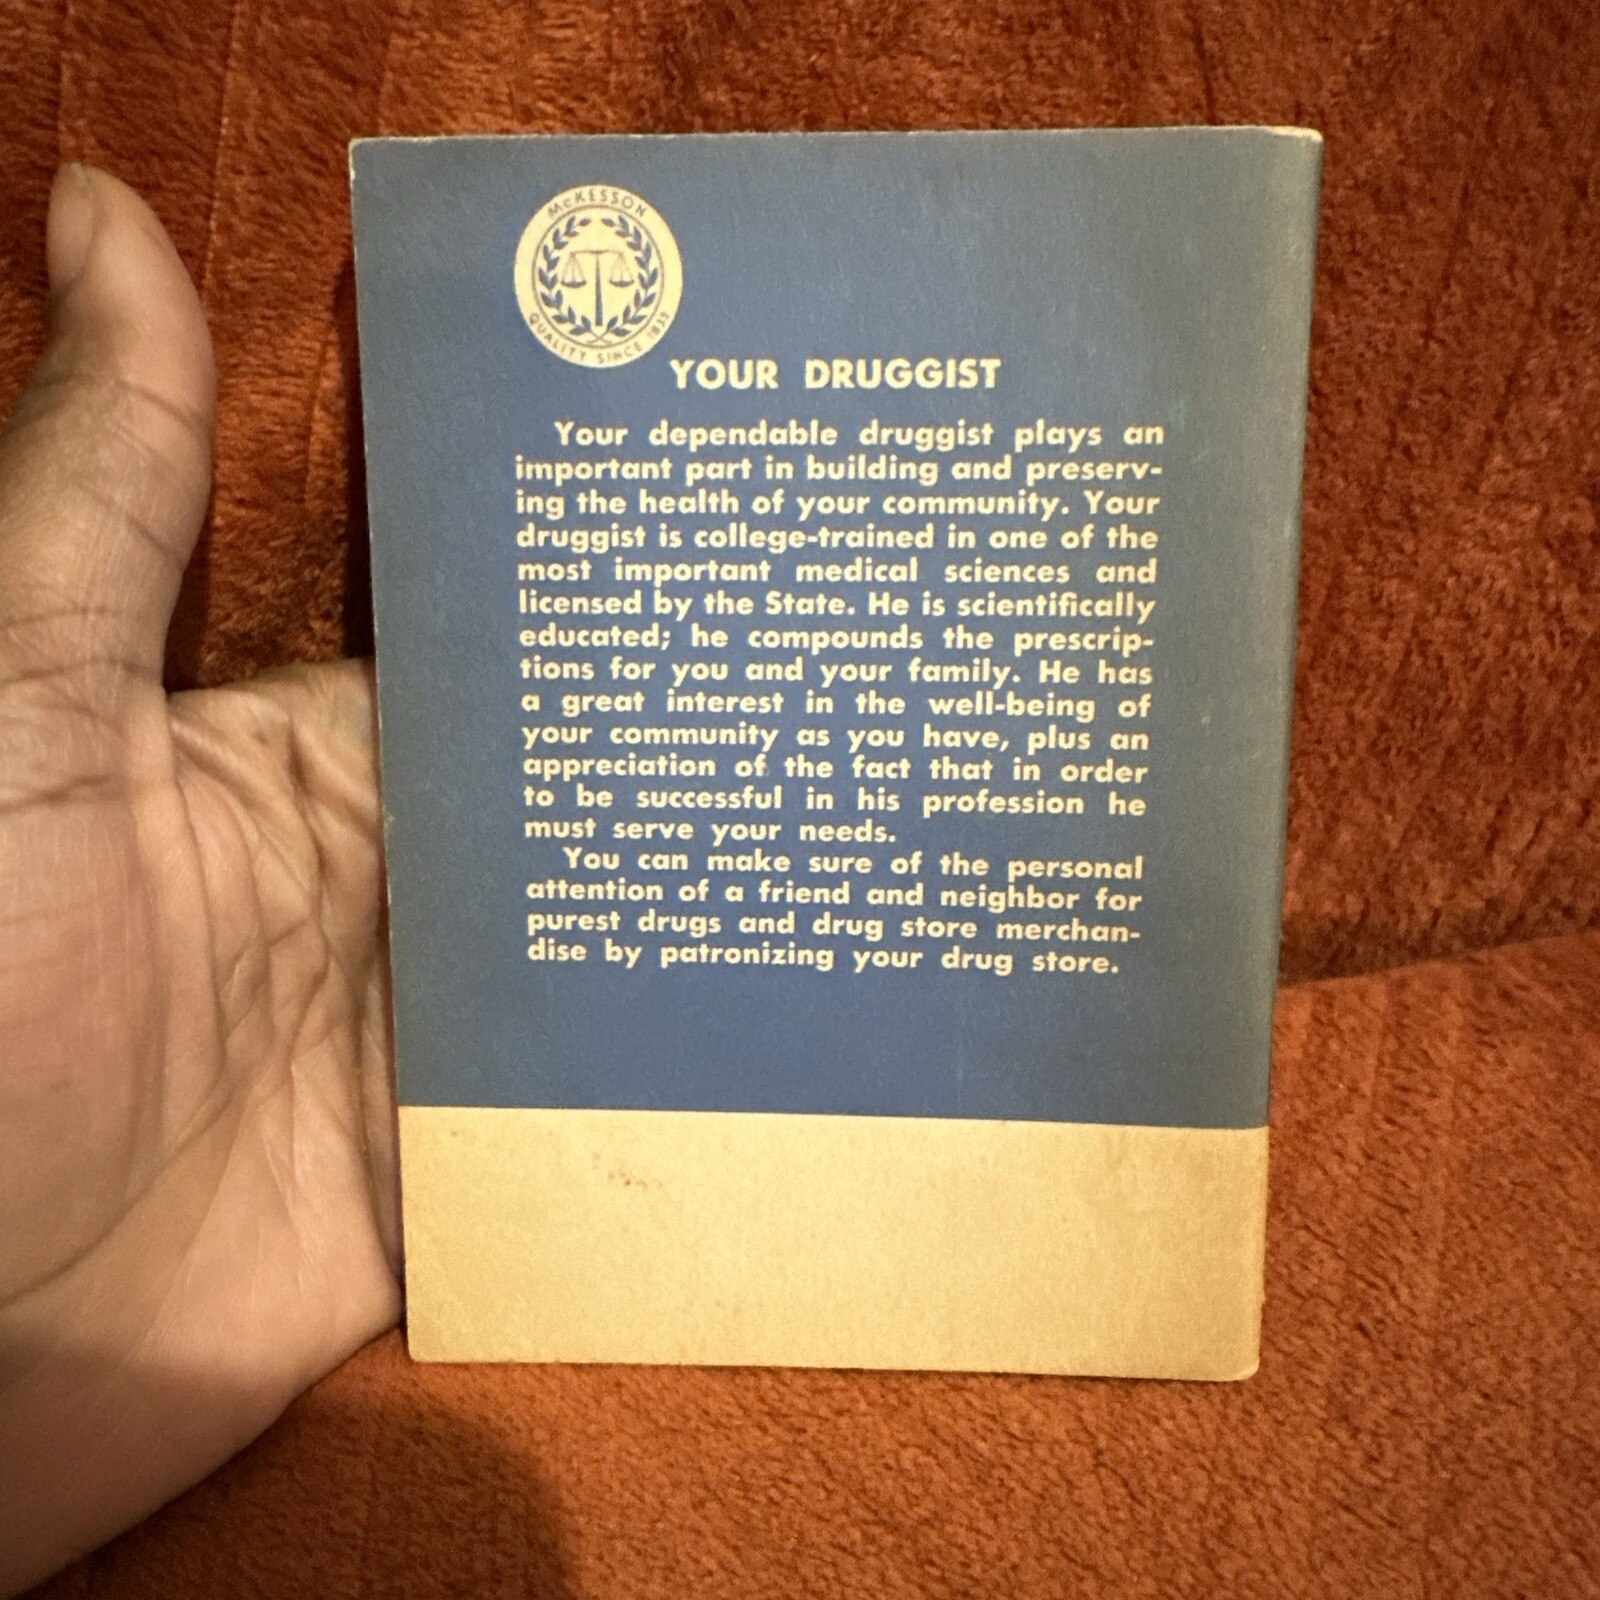 McKESSON
QUALITY SINCE 1833
YOUR DRUGGIST
Your dependable druggist plays an
important part in building and preserv-
ing the health of your community. Your
druggist is college-trained in one of the
most important medical sciences and
licensed by the State. He is scientifically
educated; he compounds the prescrip-
tions for you and your family. He has
a great interest in the well-being of
your community as you have, plus an
appreciation of the fact that in order
to be successful in his profession he
must serve your needs.
You can make sure of the personal
attention of a friend and neighbor for
purest drugs and drug store merchan-
dise by patronizing your drug store.